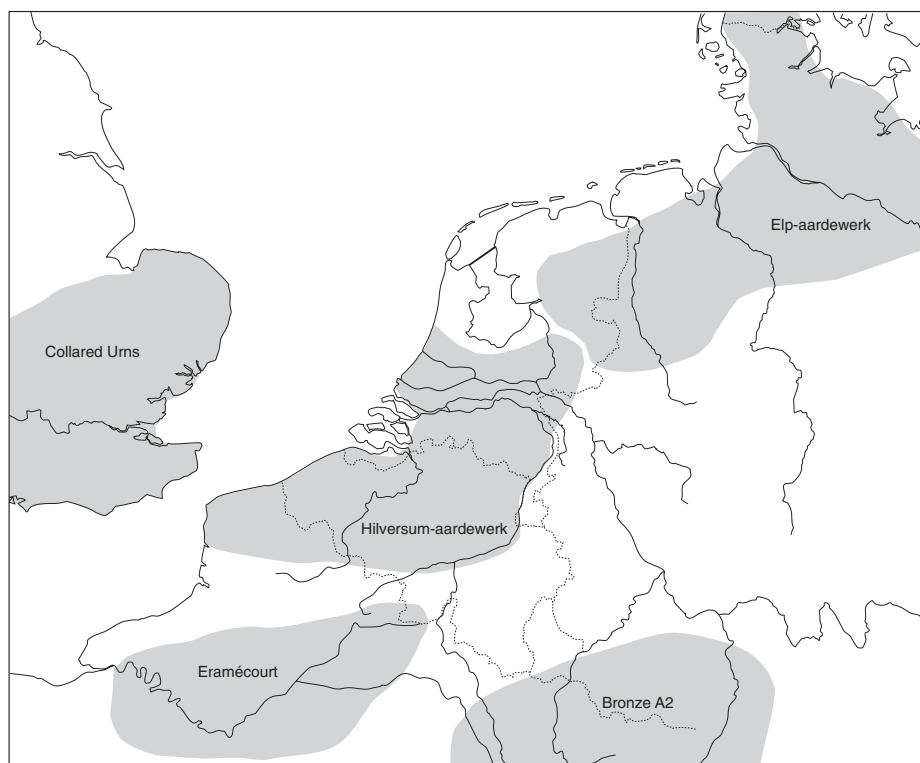 Elp-aardewerk
Collared Urns
Hilversum-aardewerk
Eramécourt
Bronze A2